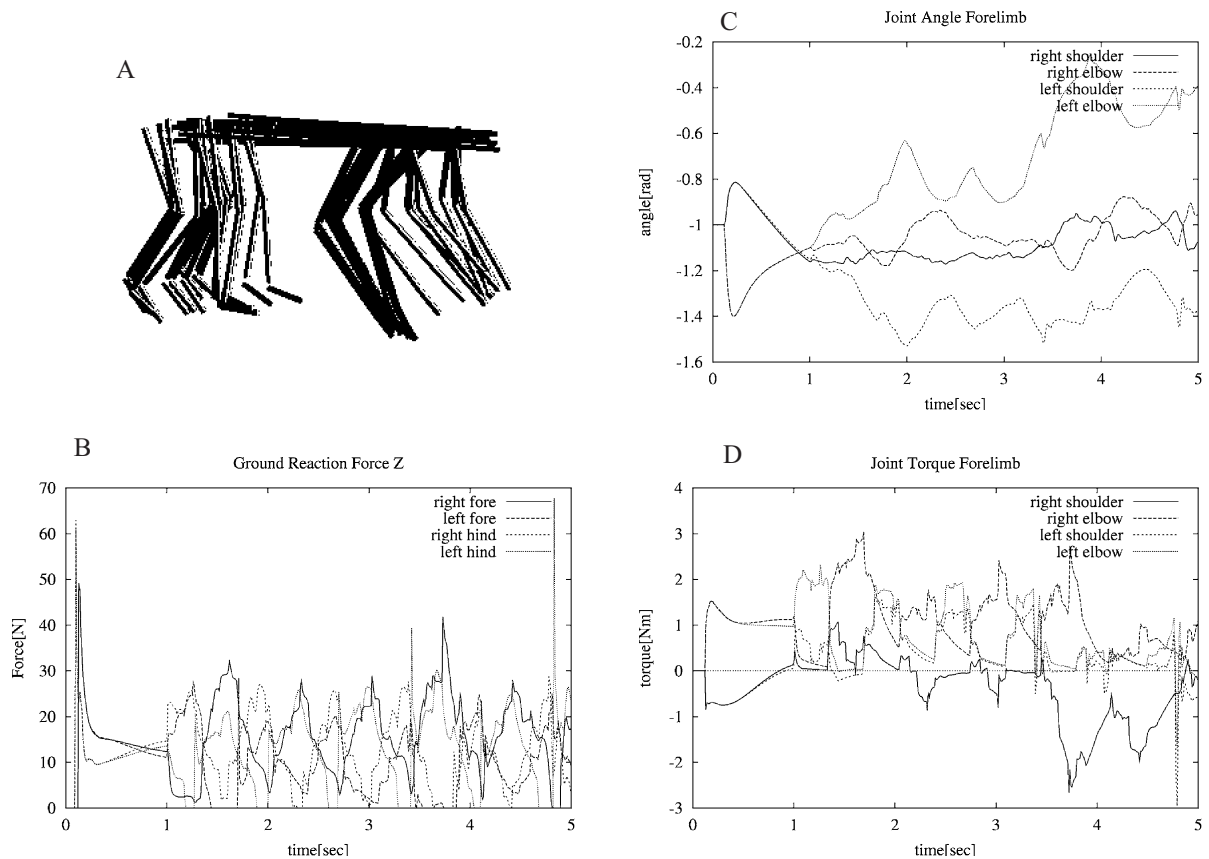 A
C
Joint Angle Forelimb
-0.2
-0.4
-0.6
-0.8
-1
-1.2
-1.4
-1.6
angle[rad]
right shoulder
right elbow
left shoulder
left elbow
0
1
2
3
4
5
time[sec]
B
Ground Reaction Force Z
70
60
50
40
30
20
10
0
Force[N]
right fore
left fore
right hind
left hind
0
1
2
3
4
5
time[sec]
D
Joint Torque Forelimb
4
3
2
1
0
-1
-2
-3
torque[Nm]
right shoulder
right elbow
left shoulder
left elbow
0
1
2
3
4
5
time[sec]